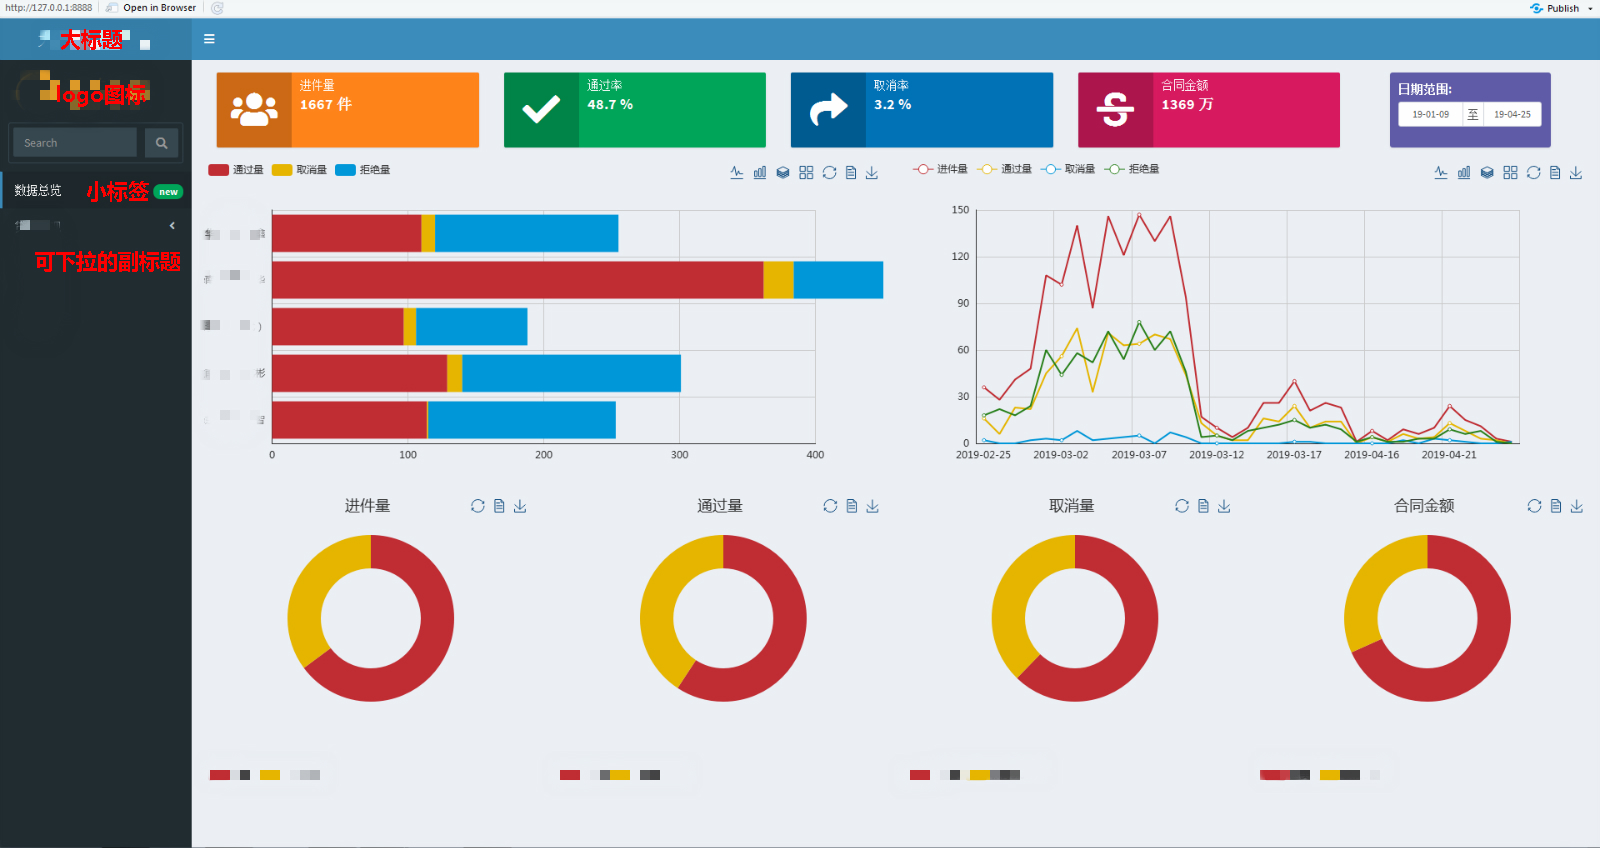 http://127.0.0.1:8888 Open in Browser Publish
大标题
logo图标
Search
数据总览 小标签 new
可下拉的副标题
进件量
1667 件
通过率
48.7 %
取消率
3.2 %
合同金额
1369 万
日期范围:
19-01-09 至 19-04-25
通过量 取消量 拒绝量
0 100 200 300 400
进件量 通过量 取消量 拒绝量
150
120
90
60
30
0
2019-02-25 2019-03-02 2019-03-07 2019-03-12 2019-03-17 2019-04-16 2019-04-21
进件量
通过量
取消量
合同金额